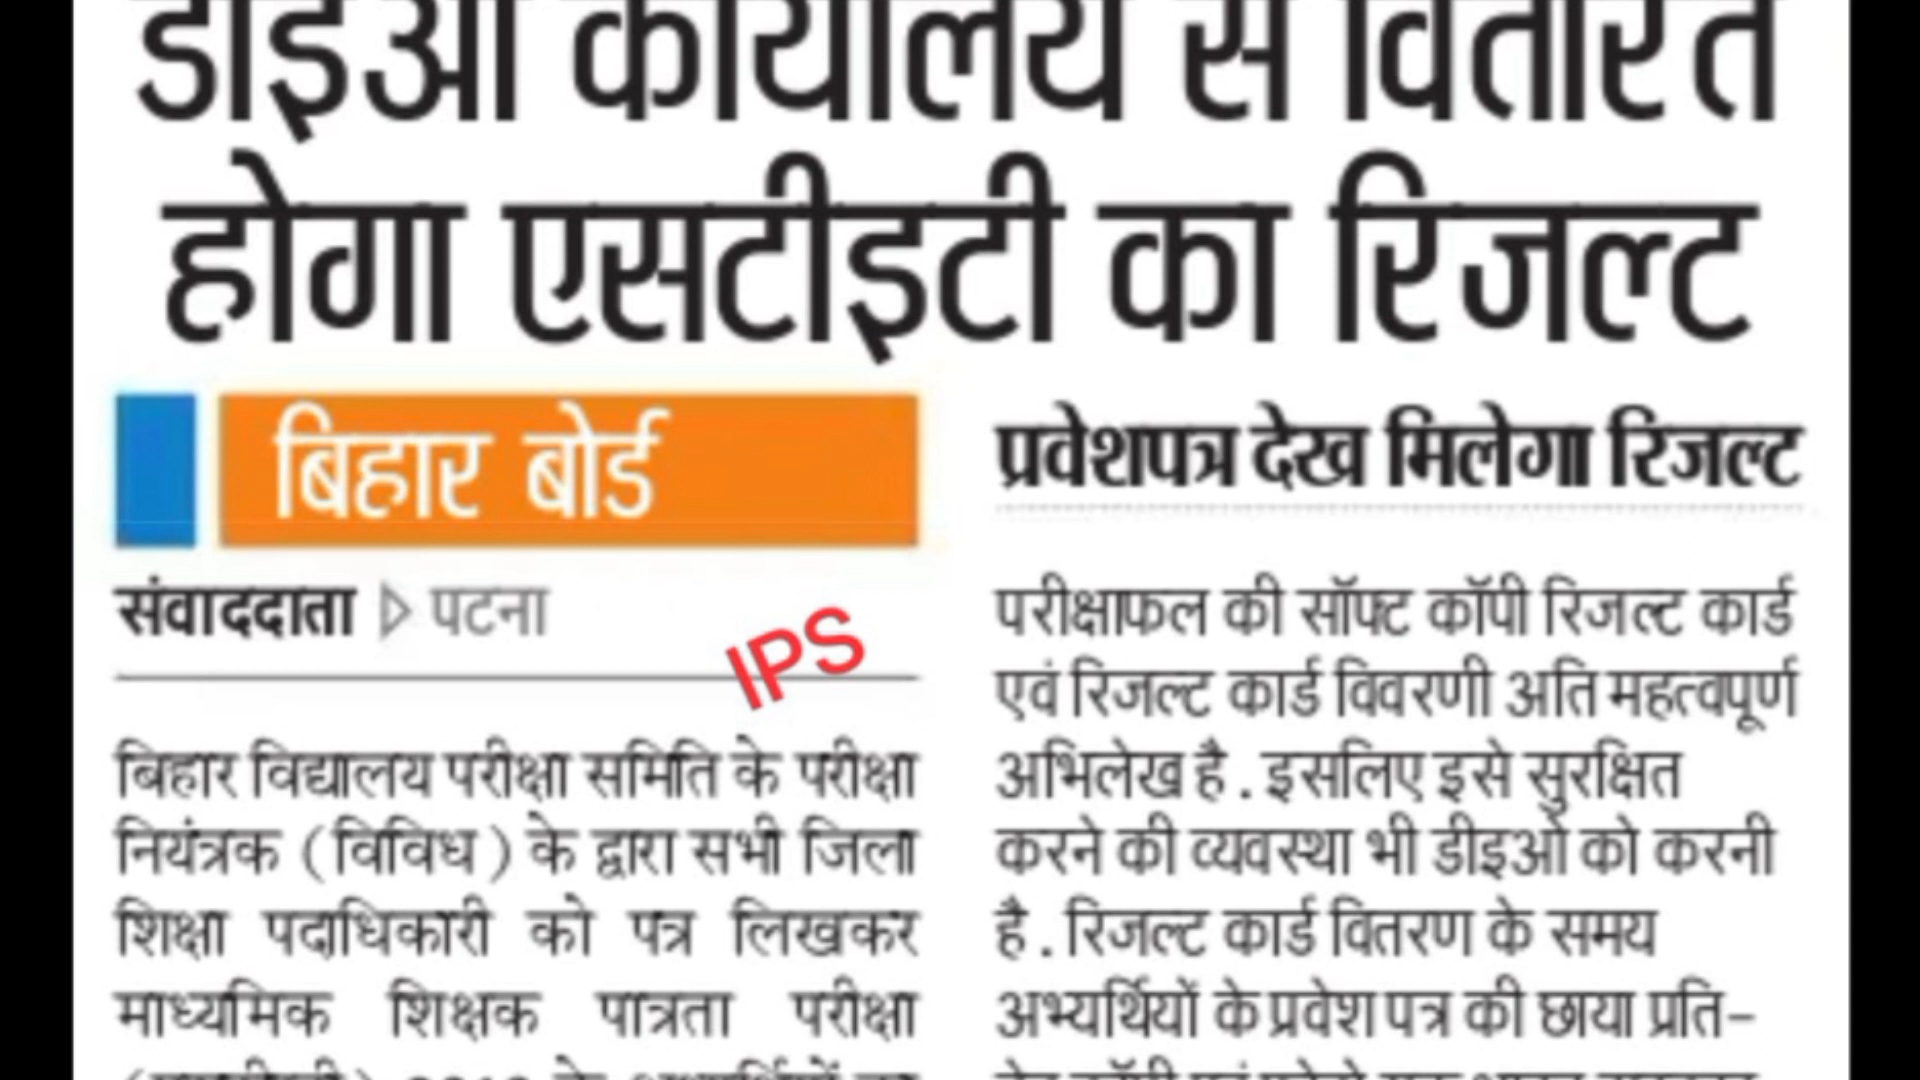 डीइओ कार्यालय से वितरित
होगा एसटीइटी का रिजल्ट
बिहार बोर्ड
संवाददाता ▷ पटना
IPS
बिहार विद्यालय परीक्षा समिति के परीक्षा
नियंत्रक (विविध) के द्वारा सभी जिला
शिक्षा पदाधिकारी को पत्र लिखकर
माध्यमिक शिक्षक पात्रता परीक्षा
प्रवेशपत्र देख मिलेगा रिजल्ट
परीक्षाफल की सॉफ्ट कॉपी रिजल्ट कार्ड
एवं रिजल्ट कार्ड विवरणी अति महत्वपूर्ण
अभिलेख है. इसलिए इसे सुरक्षित
करने की व्यवस्था भी डीइओ को करनी
है. रिजल्ट कार्ड वितरण के समय
अभ्यर्थियों के प्रवेश पत्र की छाया प्रति-